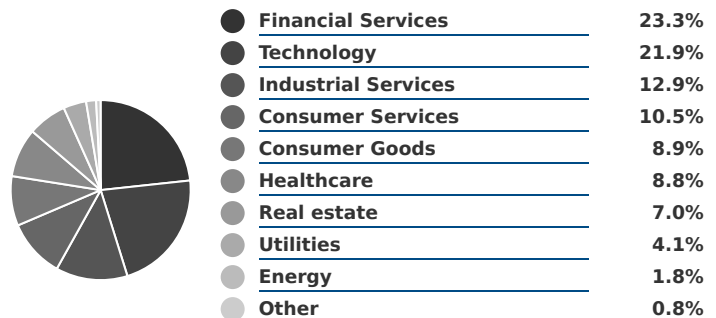 Financial Services 23.3%
Technology 21.9%
Industrial Services 12.9%
Consumer Services 10.5%
Consumer Goods 8.9%
Healthcare 8.8%
Real estate 7.0%
Utilities 4.1%
Energy 1.8%
Other 0.8%